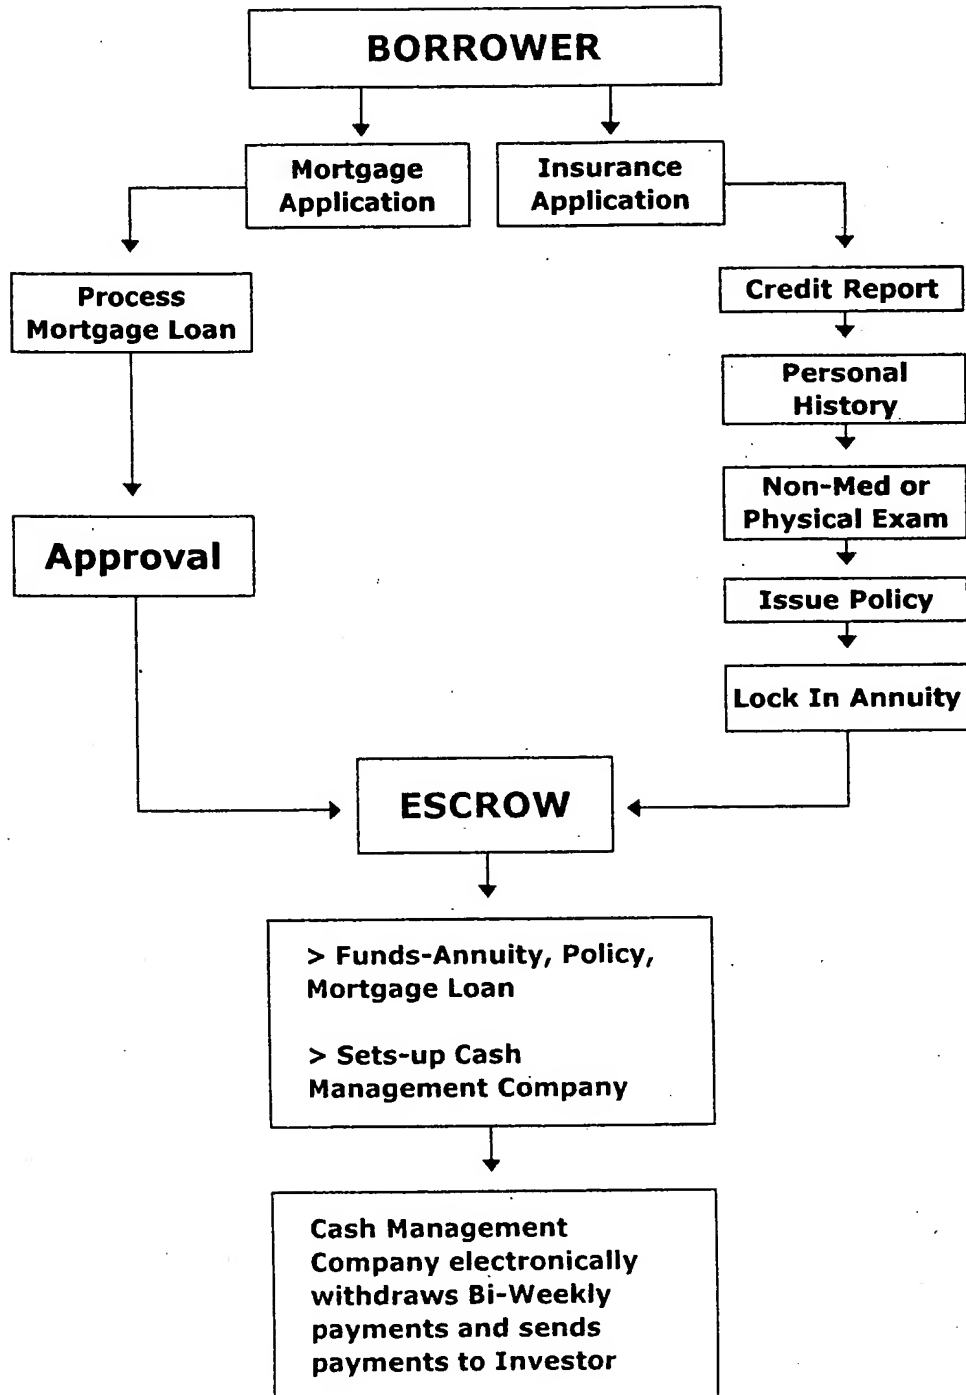 BORROWER
Mortgage
Application
Insurance
Application
Process
Mortgage Loan
Credit Report
Personal
History
Non-Med or
Physical Exam
Approval
Issue Policy
Lock In Annuity
ESCROW
> Funds-Annuity, Policy,
Mortgage Loan
> Sets-up Cash
Management Company
Cash Management
Company electronically
withdraws Bi-Weekly
payments and sends
payments to Investor